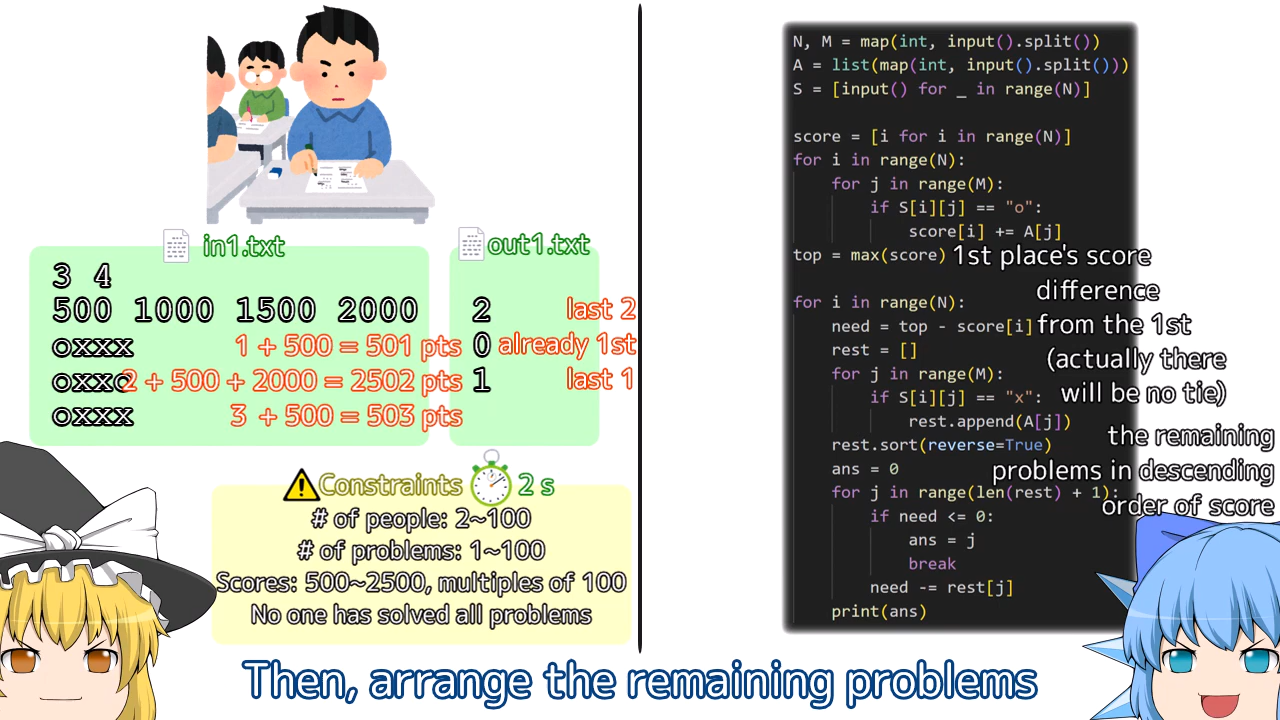 in1.txt
3 4
500 1000 1500 2000
oxxx 1 + 500 = 501 pts
oxxo 2 + 500 + 2000 = 2502 pts
oxxx 3 + 500 = 503 pts
out1.txt
2 last 2
0 already 1st
1 last 1
Constraints 2 s
# of people: 2~100
# of problems: 1~100
Scores: 500~2500, multiples of 100
No one has solved all problems
N, M = map(int, input().split())
A = list(map(int, input().split()))
S = [input() for _ in range(N)]
score = [i for i in range(N)]
for i in range(N):
for j in range(M):
if S[i][j] == "o":
score[i] += A[j]
top = max(score) 1st place's score
for i in range(N):
need = top - score[i]
rest = []
for j in range(M):
if S[i][j] == "x":
rest.append(A[j])
rest.sort(reverse=True)
ans = 0
for j in range(len(rest) + 1):
if need <= 0:
ans = j
break
need -= rest[j]
print(ans)
difference
from the 1st
(actually there
will be no tie)
the remaining
problems in descending
order of score
Then, arrange the remaining problems